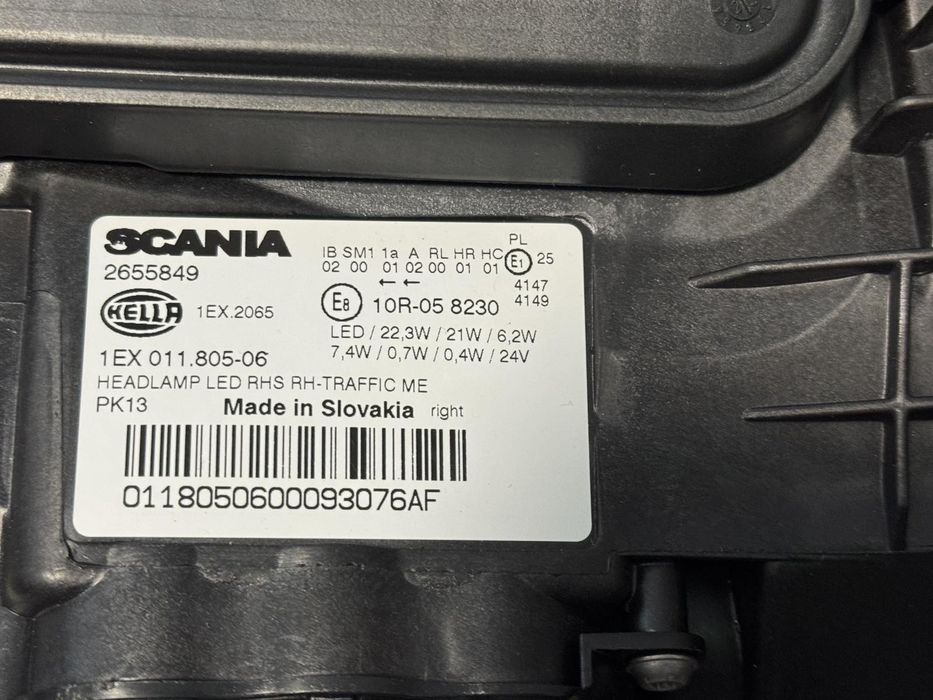 SCANIA
2655849
HELLA 1EX.2065
1EX 011.805-06
HEADLAMP LED RHS RH-TRAFFIC ME
PK13 Made in Slovakia right
0118050600093076AF
PL
IB SM1 1a A RL HR HC E1 25
02 00 01 02 00 01 01
← ← 4147
E8 10R-05 8230 4149
LED / 22,3W / 21W / 6,2W
7,4W / 0,7W / 0,4W / 24V